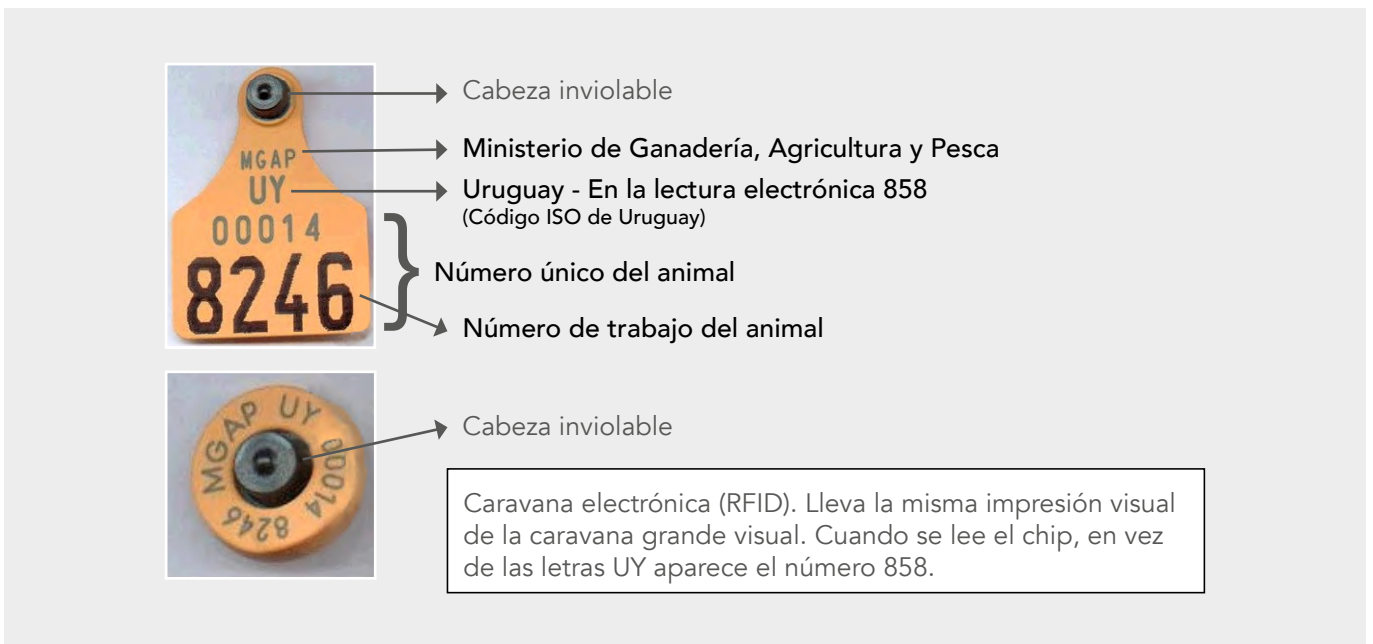 Cabeza inviolable
MGAP
Ministerio de Ganadería, Agricultura y Pesca
UY
Uruguay - En la lectura electrónica 858
(Código ISO de Uruguay)
00014
8246
Número único del animal
Número de trabajo del animal
MGAP UY 00014 8246
Cabeza inviolable
Caravana electrónica (RFID). Lleva la misma impresión visual
de la caravana grande visual. Cuando se lee el chip, en vez
de las letras UY aparece el número 858.